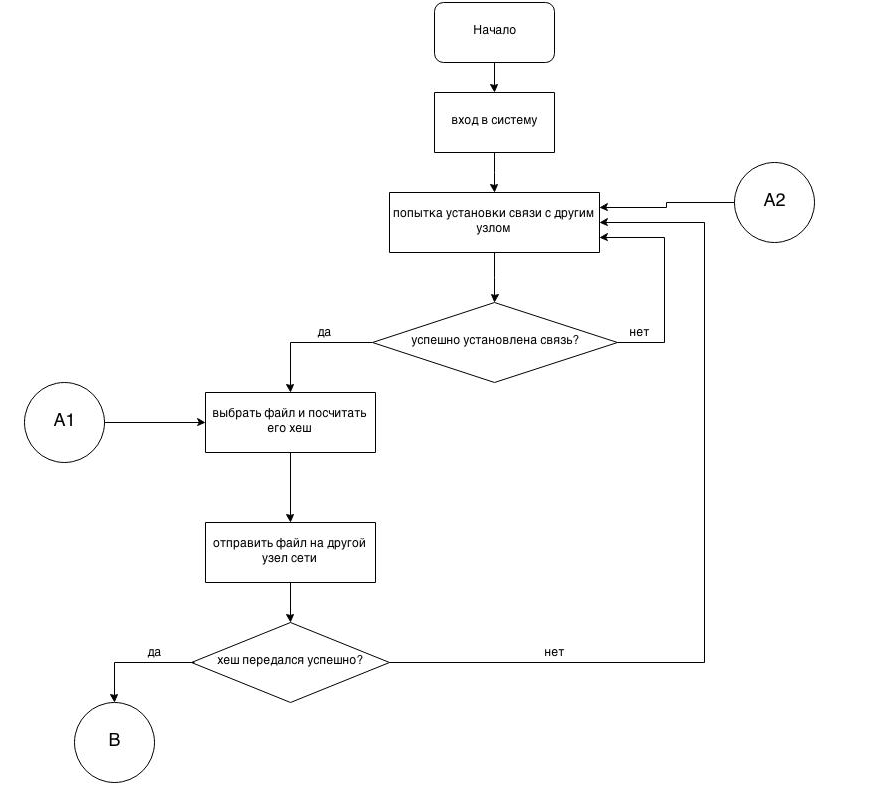 Начало
вход в систему
A2
попытка установки связи с другим
узлом
да
успешно установлена связь?
нет
A1
выбрать файл и посчитать
его хеш
отправить файл на другой
узел сети
да
хеш передался успешно?
нет
B